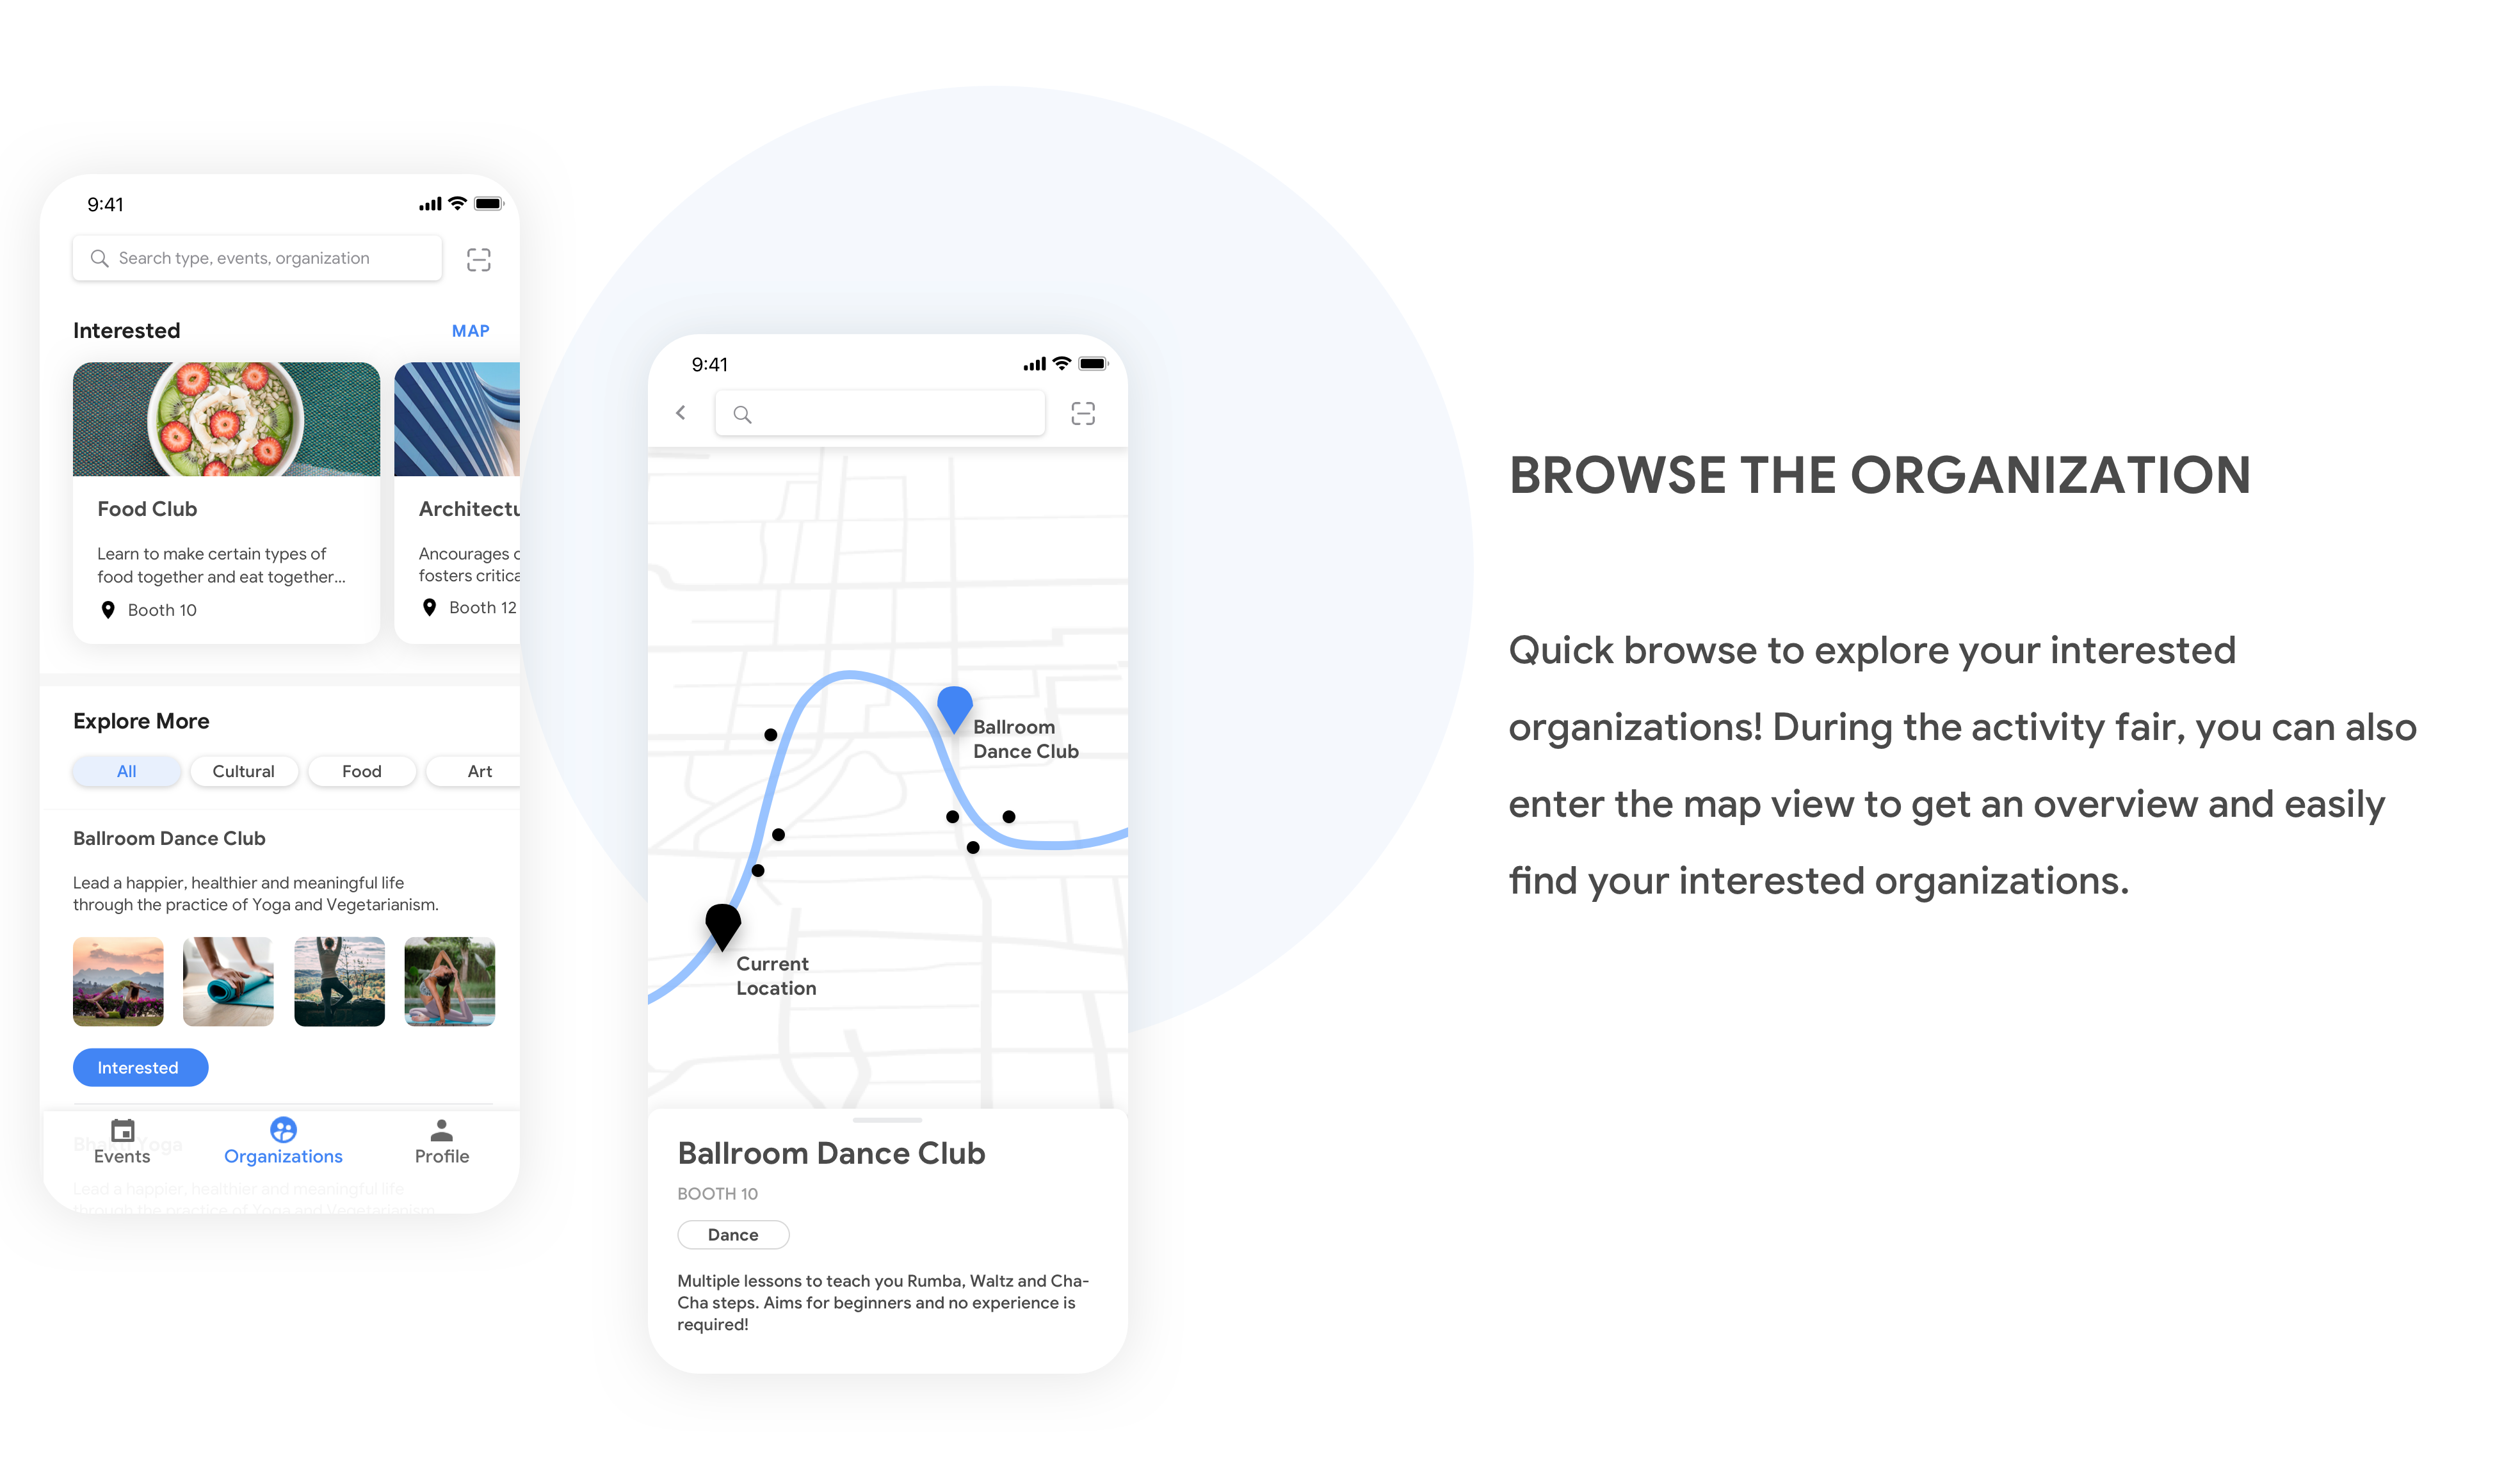 9:41
Search type, events, organization
Interested
MAP
Food Club
Learn to make certain types of
food together and eat together...
Booth 10
Architectu
Ancourages c
fosters critica
Booth 12
Explore More
All
Cultural
Food
Art
Ballroom Dance Club
Lead a happier, healthier and meaningful life
through the practice of Yoga and Vegetarianism.
Interested
Yoga
Events
Organizations
Profile
Lead a happier, healthier and meaningful life
through the practice of Yoga and Vegetarianism
9:41
Ballroom
Dance Club
Current
Location
Ballroom Dance Club
BOOTH 10
Dance
Multiple lessons to teach you Rumba, Waltz and Cha-
Cha steps. Aims for beginners and no experience is
required!
BROWSE THE ORGANIZATION
Quick browse to explore your interested
organizations! During the activity fair, you can also
enter the map view to get an overview and easily
find your interested organizations.